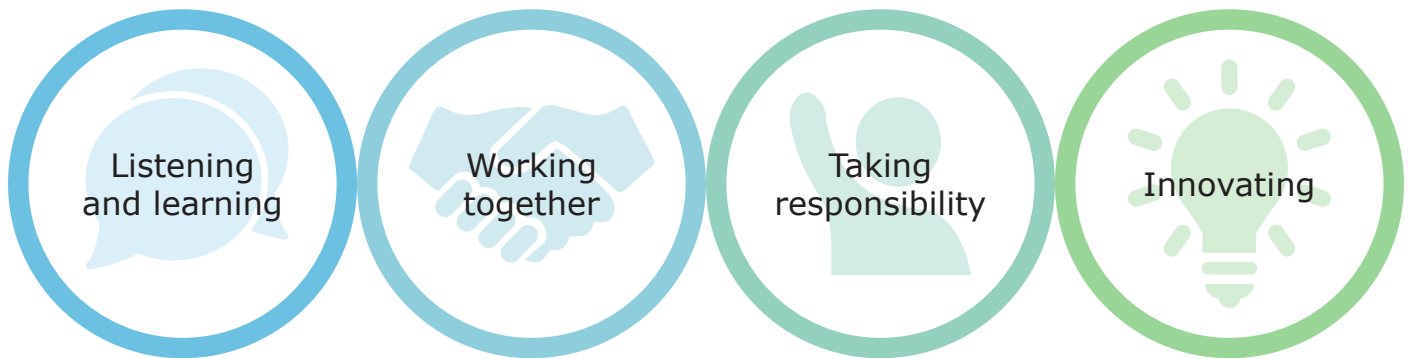 Listening
and learning
Working
together
Taking
responsibility
Innovating